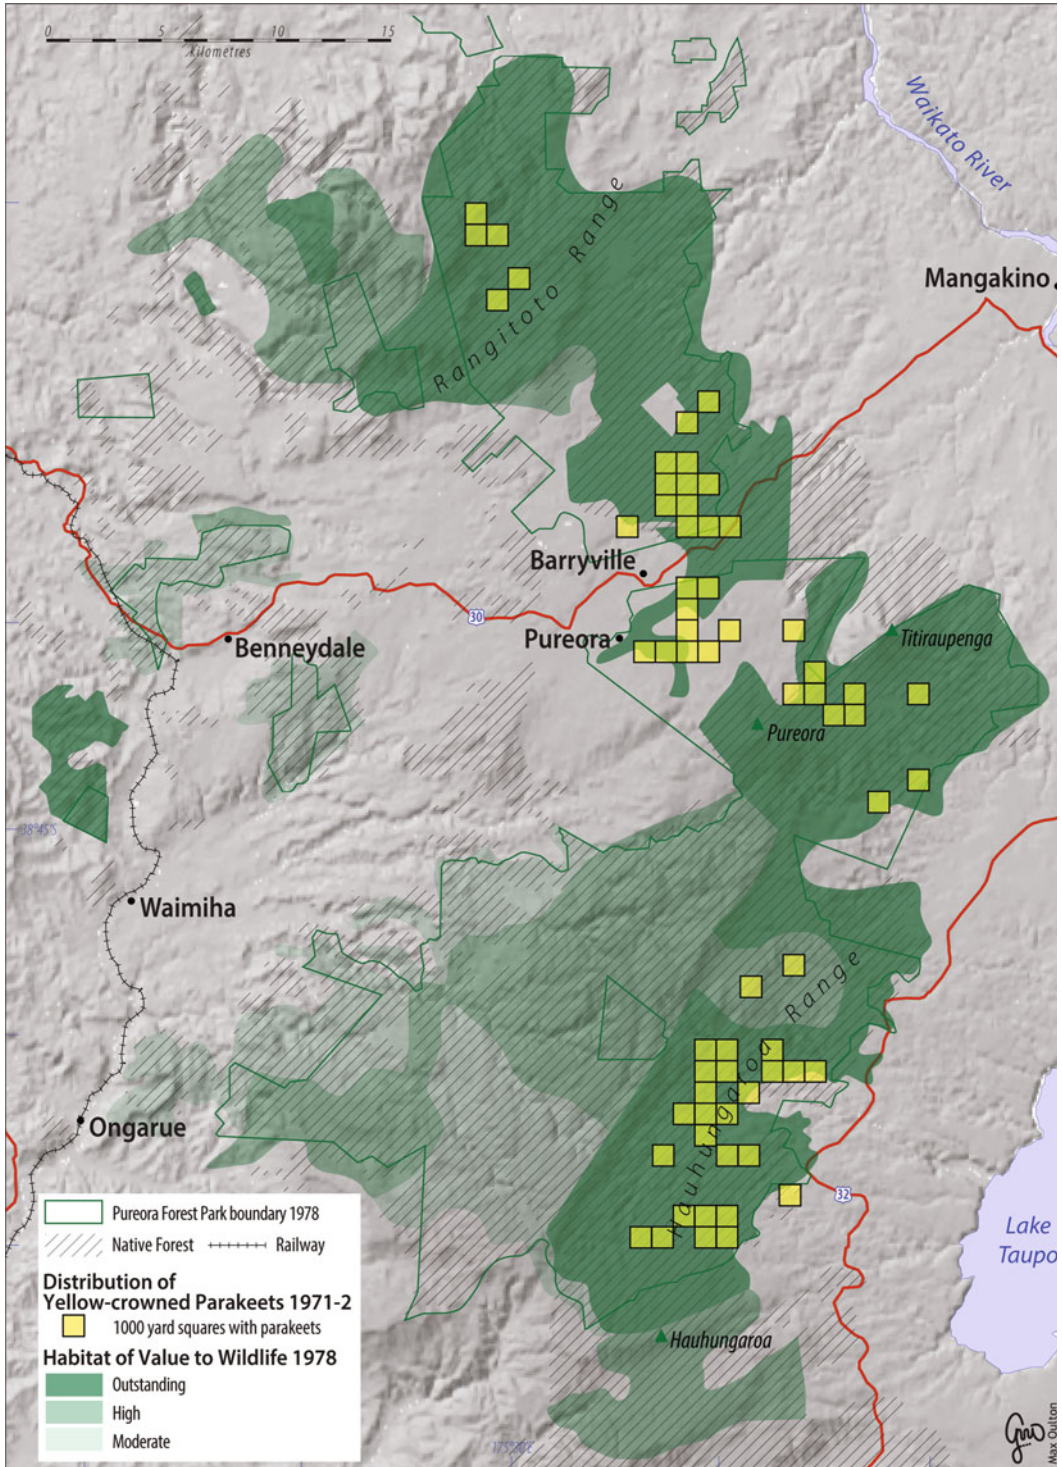 0 5 10 15
Kilometres
Waikato River
Mangakino
Rangitoto Range
Barryville
30
Benneydale
Pureora
Titiraupenga
Pureora
38°45'S
Waimiha
Hauhungaroa Range
Ongarue
32
Lake
Taupo
Pureora Forest Park boundary 1978
Native Forest Railway
Distribution of
Yellow-crowned Parakeets 1971-2
1000 yard squares with parakeets
Habitat of Value to Wildlife 1978
Outstanding
High
Moderate
Hauhungaroa
Max Oulton